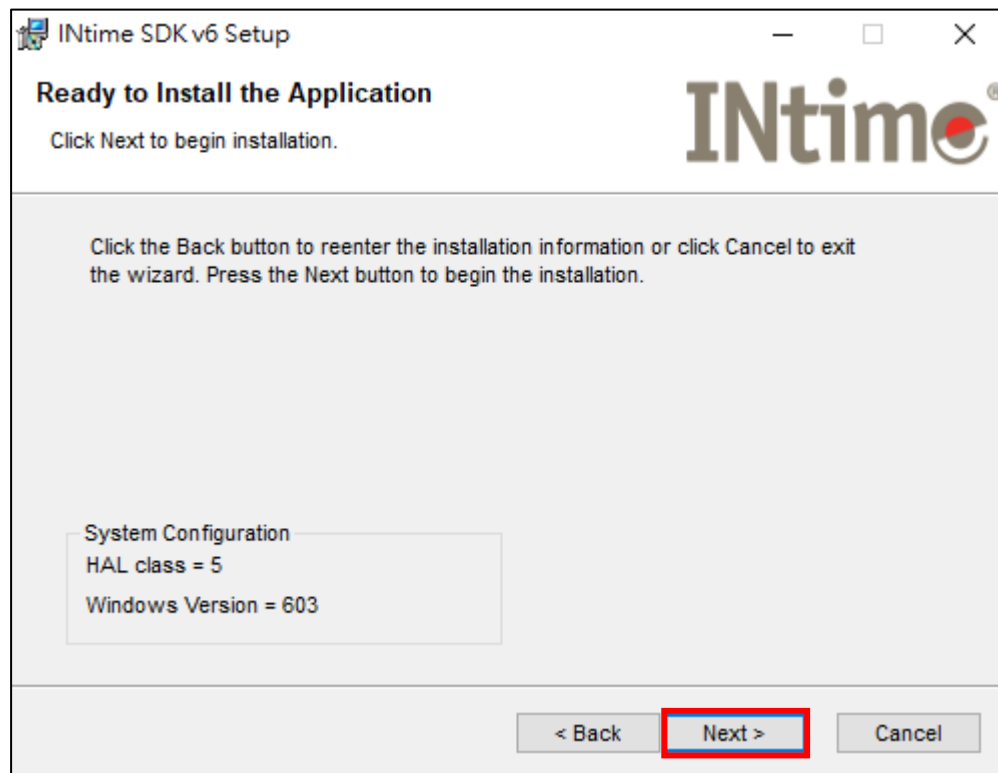 INtime SDK v6 Setup
Ready to Install the Application
Click Next to begin installation.
INtime®
Click the Back button to reenter the installation information or click Cancel to exit
the wizard. Press the Next button to begin the installation.
System Configuration
HAL class = 5
Windows Version = 603
< Back
Next >
Cancel